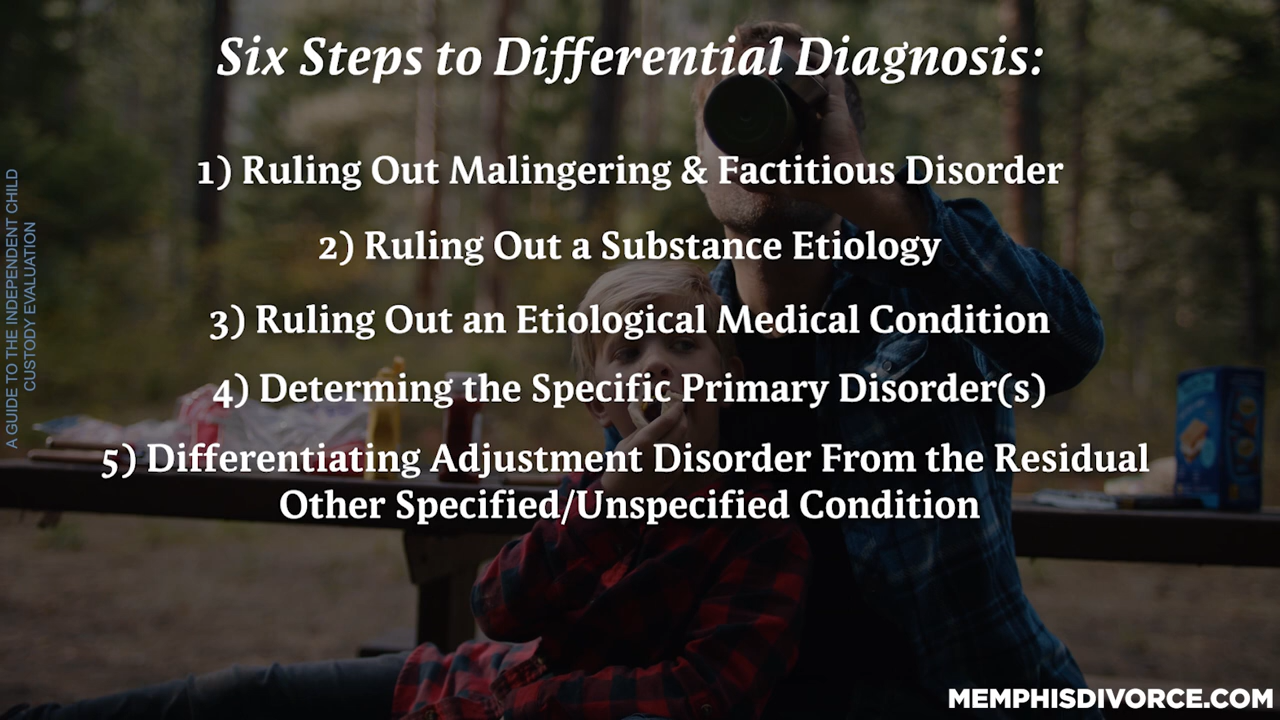 Six Steps to Differential Diagnosis:
1) Ruling Out Malingering & Factitious Disorder
2) Ruling Out a Substance Etiology
3) Ruling Out an Etiological Medical Condition
4) Determing the Specific Primary Disorder(s)
5) Differentiating Adjustment Disorder From the Residual
Other Specified/Unspecified Condition
A GUIDE TO THE INDEPENDENT CHILD
CUSTODY EVALUATION
MEMPHISDIVORCE.COM